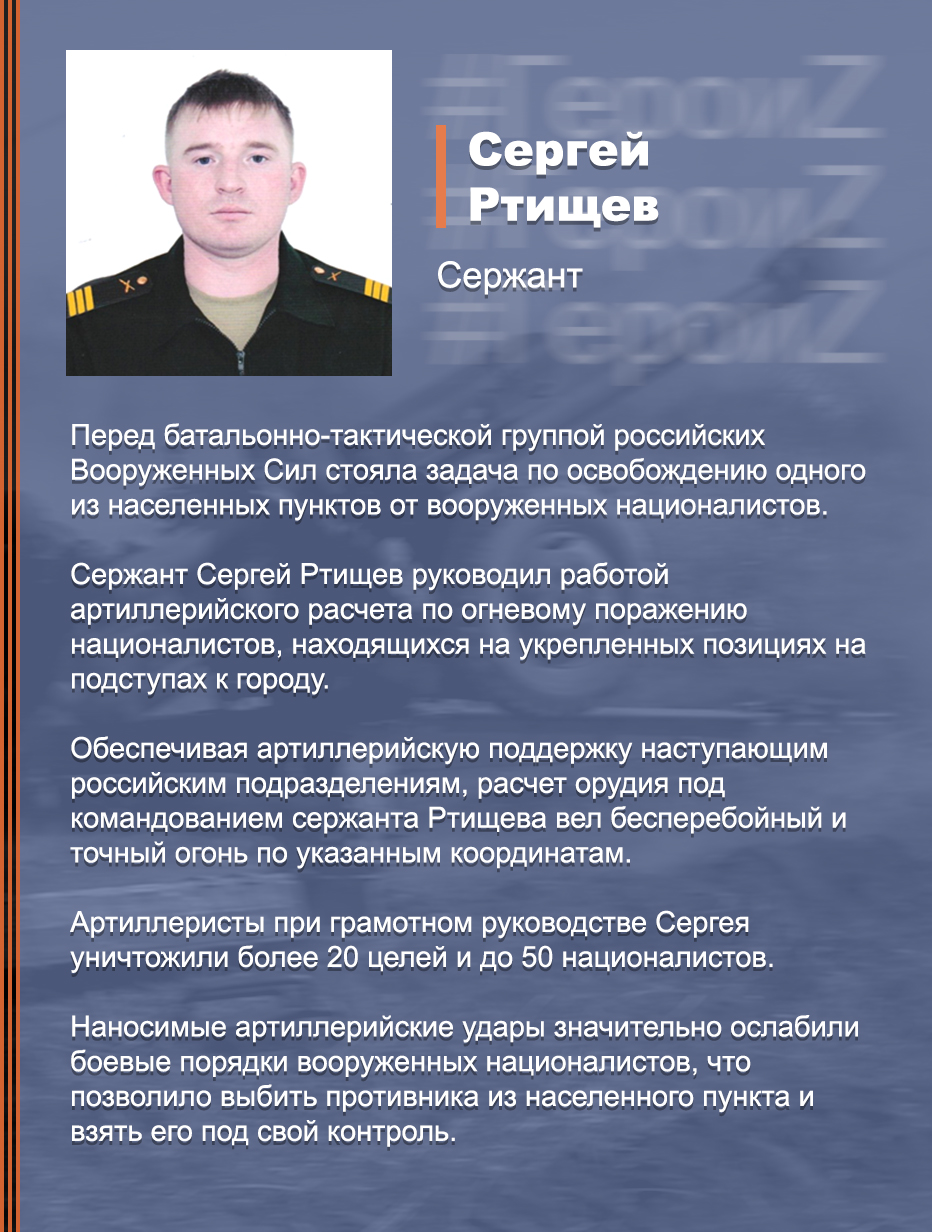 #ГероиZ
Сергей
Ртищев
#ГероиZ
Сержант
#ГероиZ
Перед батальонно-тактической группой российских
Вооруженных Сил стояла задача по освобождению одного
из населенных пунктов от вооруженных националистов.
Сержант Сергей Ртищев руководил работой
артиллерийского расчета по огневому поражению
националистов, находящихся на укрепленных позициях на
подступах к городу.
Обеспечивая артиллерийскую поддержку наступающим
российским подразделениям, расчет орудия под
командованием сержанта Ртищева вел бесперебойный и
точный огонь по указанным координатам.
Артиллеристы при грамотном руководстве Сергея
уничтожили более 20 целей и до 50 националистов.
Наносимые артиллерийские удары значительно ослабили
боевые порядки вооруженных националистов, что
позволило выбить противника из населенного пункта и
взять его под свой контроль.